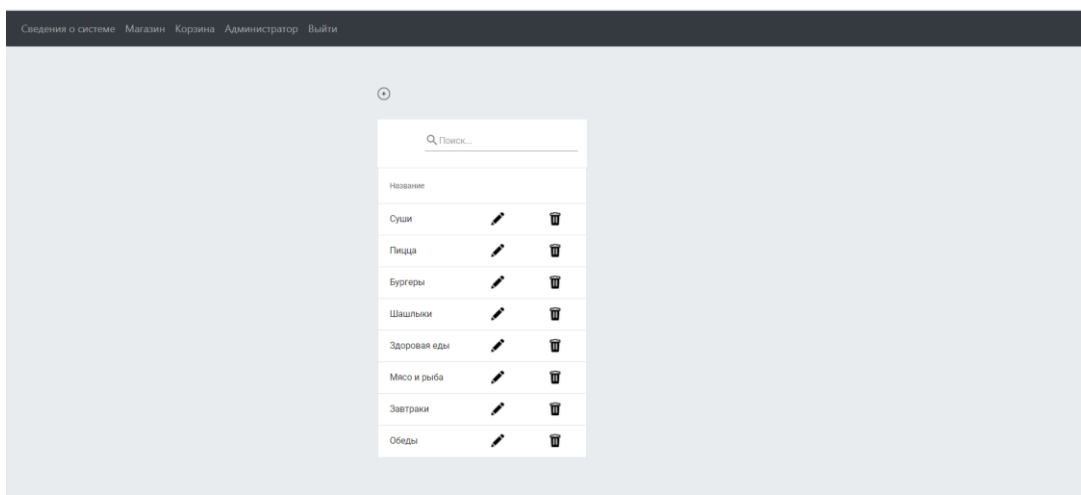 Сведения о системе Магазин Корзина Администратор Выйти
Поиск...
Название
Суши
Пицца
Бургеры
Шашлыки
Здоровая еды
Мясо и рыба
Завтраки
Обеды